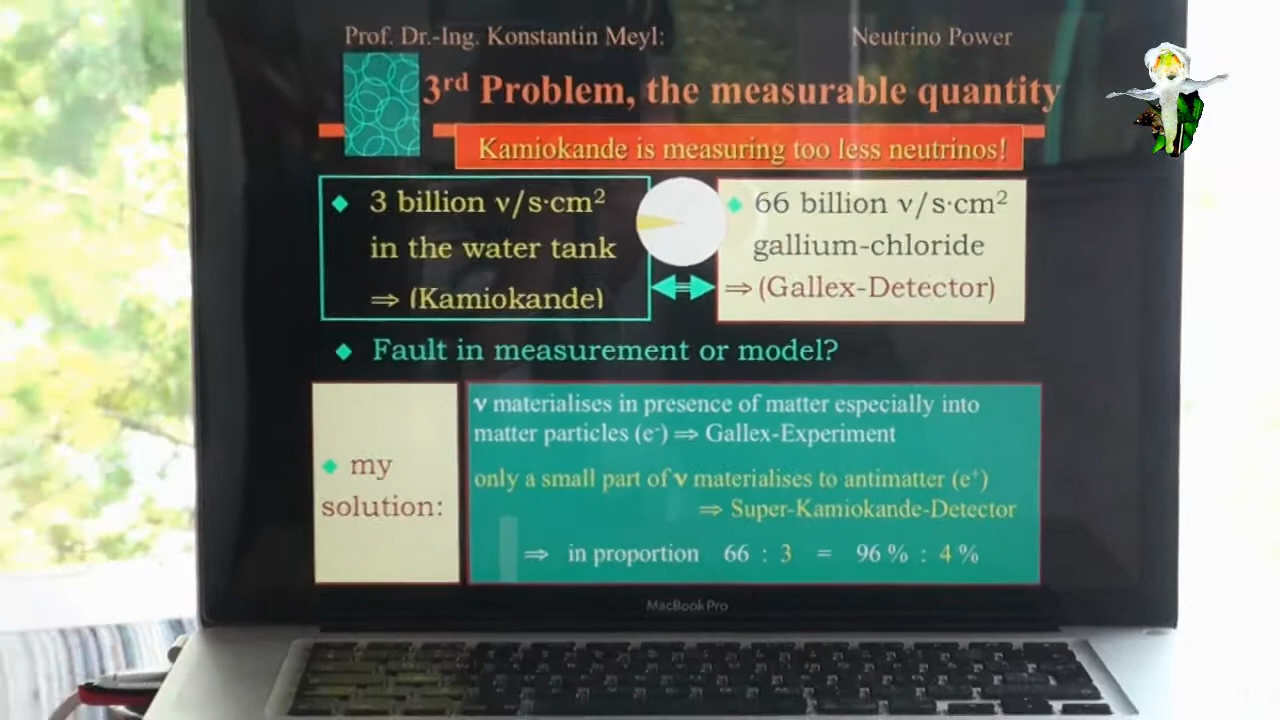 Prof. Dr.-Ing. Konstantin Meyl:
Neutrino Power
3rd Problem, the measurable quantity
Kamiokande is measuring too less neutrinos!
3 billion ν/s·cm²
in the water tank
⇒ (Kamiokande)
66 billion ν/s·cm²
gallium-chloride
⇒ (Gallex-Detector)
Fault in measurement or model?
my
solution:
ν materialises in presence of matter especially into
matter particles (e⁻) ⇒ Gallex-Experiment
only a small part of ν materialises to antimatter (e⁺)
⇒ Super-Kamiokande-Detector
⇒ in proportion 66 : 3 = 96 % : 4 %
MacBook Pro